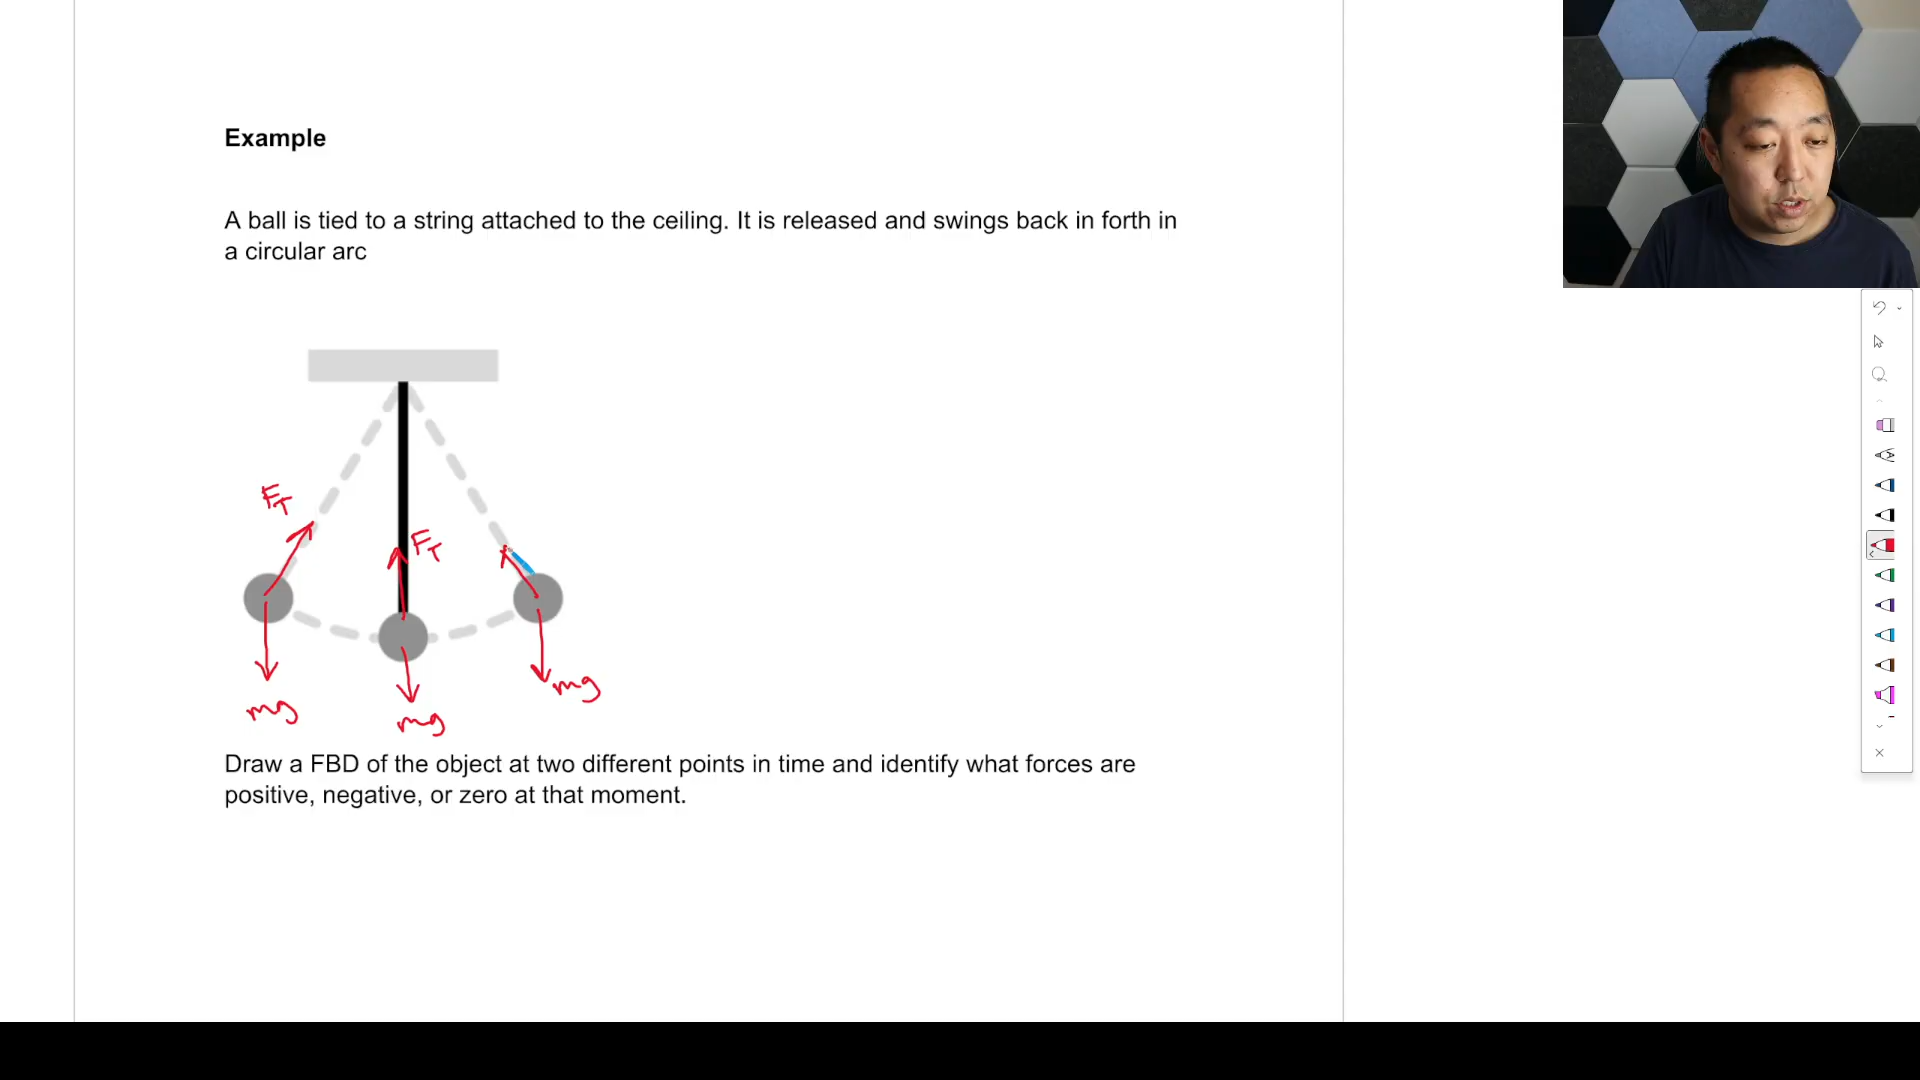 Example
A ball is tied to a string attached to the ceiling. It is released and swings back in forth in
a circular arc
F_T
F_T
mg
mg
mg
Draw a FBD of the object at two different points in time and identify what forces are
positive, negative, or zero at that moment.